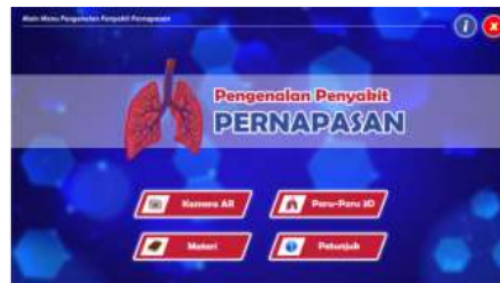 Main Menu Pengenalan Penyakit Pernapasan
i
X
Pengenalan Penyakit
PERNAPASAN
Kamera AR
Paru-Paru 3D
Materi
Petunjuk